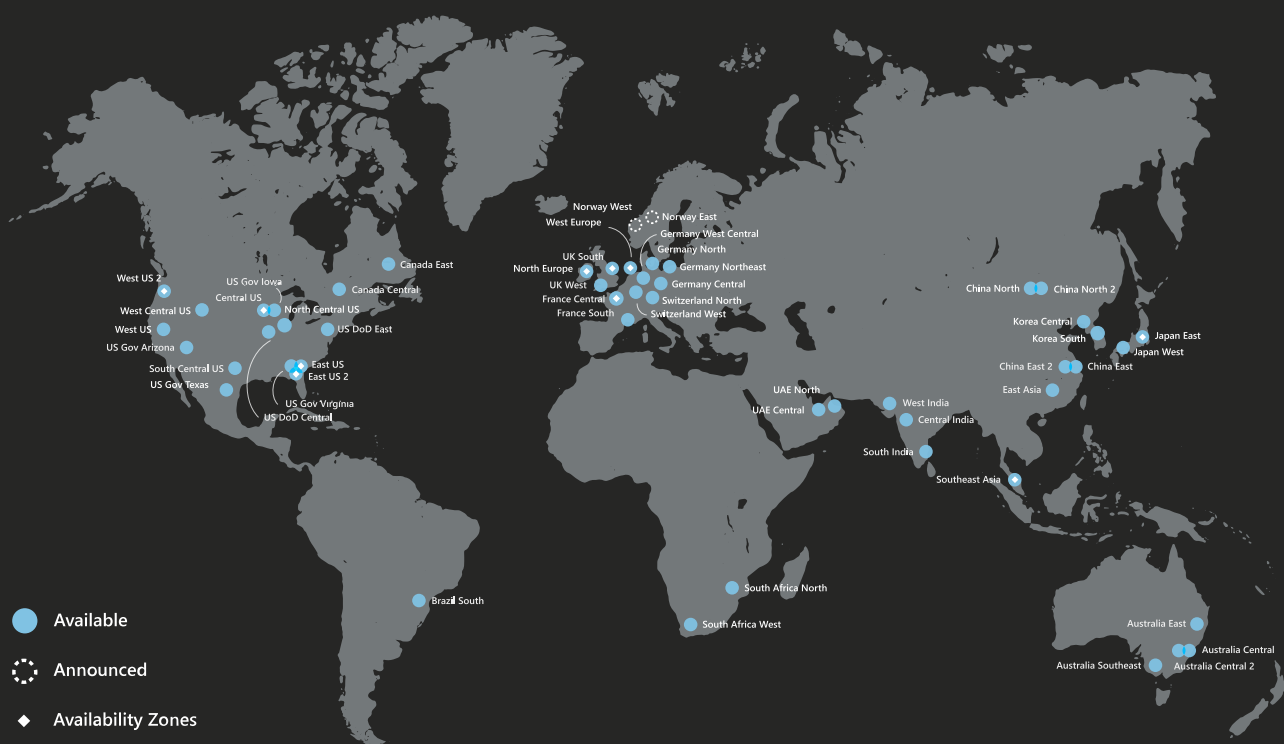 Canada East
West US 2
US Gov Iowa
Canada Central
Central US
West Central US
North Central US
West US
US DoD East
US Gov Arizona
South Central US
East US
US Gov Texas
East US 2
US Gov Virginia
US DoD Central
Brazil South
Norway West
Norway East
West Europe
Germany West Central
Germany North
UK South
North Europe
Germany Northeast
UK West
Germany Central
France Central
Switzerland North
France South
Switzerland West
UAE North
UAE Central
South Africa North
South Africa West
China North
China North 2
Korea Central
Korea South
Japan East
Japan West
China East 2
China East
East Asia
West India
Central India
South India
Southeast Asia
Australia East
Australia Central
Australia Southeast
Australia Central 2
Available
Announced
Availability Zones